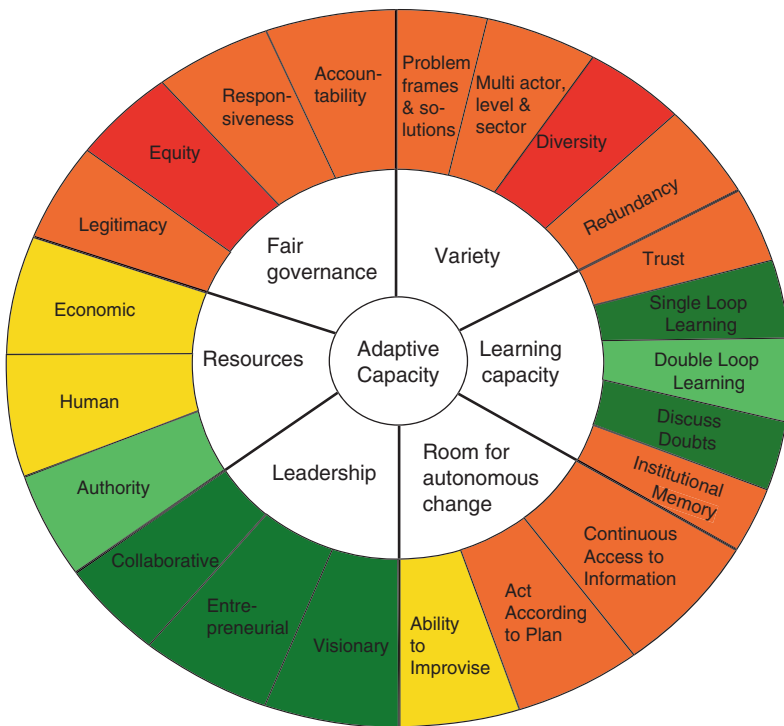 Adaptive
Capacity
Variety
Learning
capacity
Room for
autonomous
change
Leadership
Resources
Fair
governance
Problem
frames
& so-
lutions
Multi actor,
level &
sector
Diversity
Redundancy
Trust
Single Loop
Learning
Double Loop
Learning
Discuss
Doubts
Institutional
Memory
Continuous
Access to
Information
Act
According
to Plan
Ability
to
Improvise
Visionary
Entre-
preneurial
Collaborative
Authority
Human
Economic
Legitimacy
Equity
Respon-
siveness
Accoun-
tability